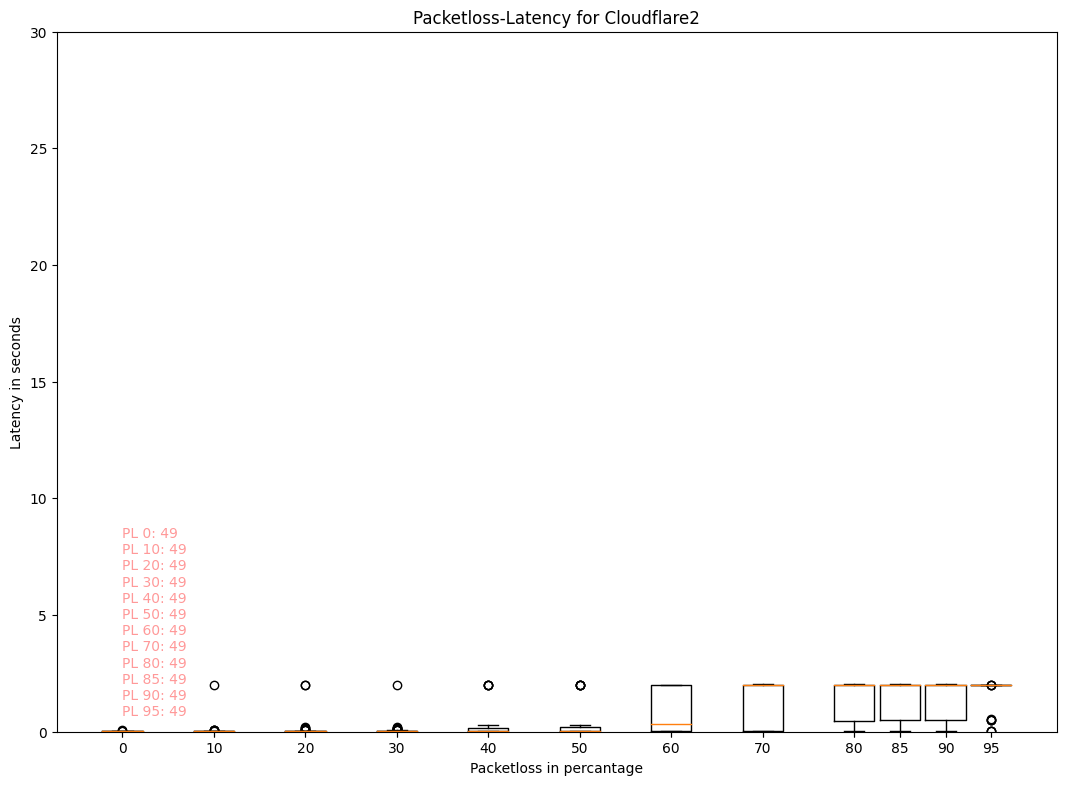 Packetloss-Latency for Cloudflare2
30
25
20
15
10
5
0
Latency in seconds
PL 0: 49
PL 10: 49
PL 20: 49
PL 30: 49
PL 40: 49
PL 50: 49
PL 60: 49
PL 70: 49
PL 80: 49
PL 85: 49
PL 90: 49
PL 95: 49
0 10 20 30 40 50 60 70 80 85 90 95
Packetloss in percantage